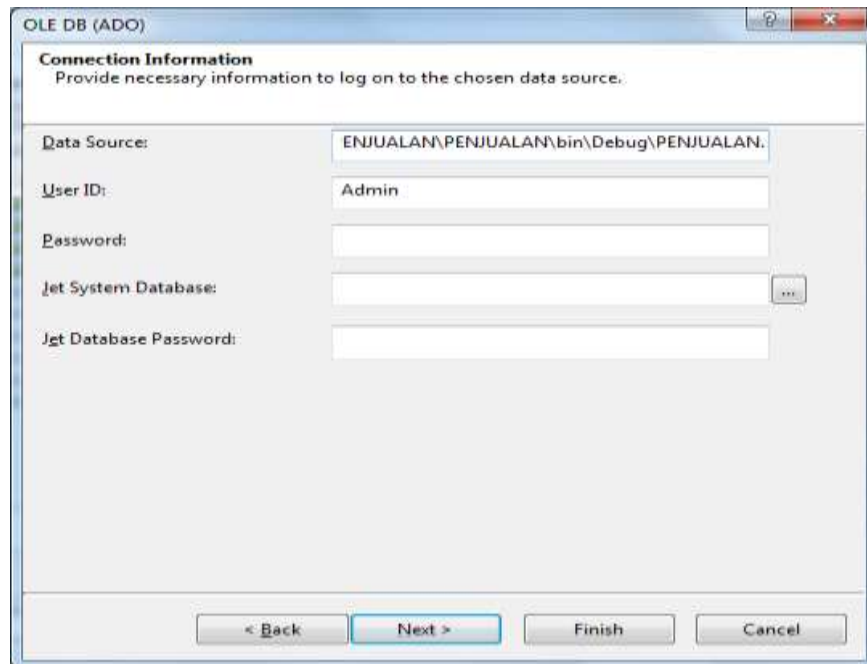 OLE DB (ADO)
Connection Information
Provide necessary information to log on to the chosen data source.
Data Source:
ENJUALAN\PENJUALAN\bin\Debug\PENJUALAN.
User ID:
Admin
Password:
Jet System Database:
...
Jet Database Password:
< Back
Next >
Finish
Cancel